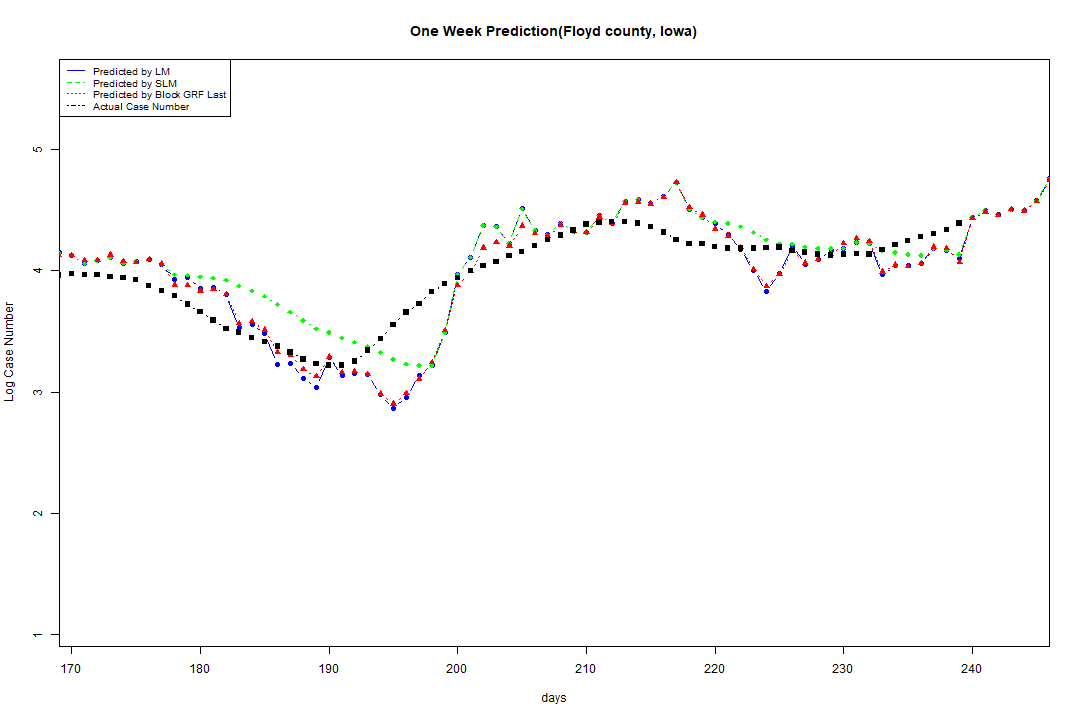 One Week Prediction(Floyd county, Iowa)
Predicted by LM
Predicted by SLM
Predicted by Block GRF Last
Actual Case Number
Log Case Number
5
4
3
2
1
170 180 190 200 210 220 230 240
days